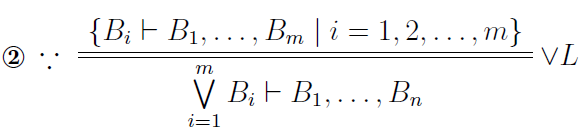 ② ∵ {B_i ⊢ B_1, . . . , B_m | i = 1, 2, . . . , m}
⋁_{i=1}^{m} B_i ⊢ B_1, . . . , B_n ∨L